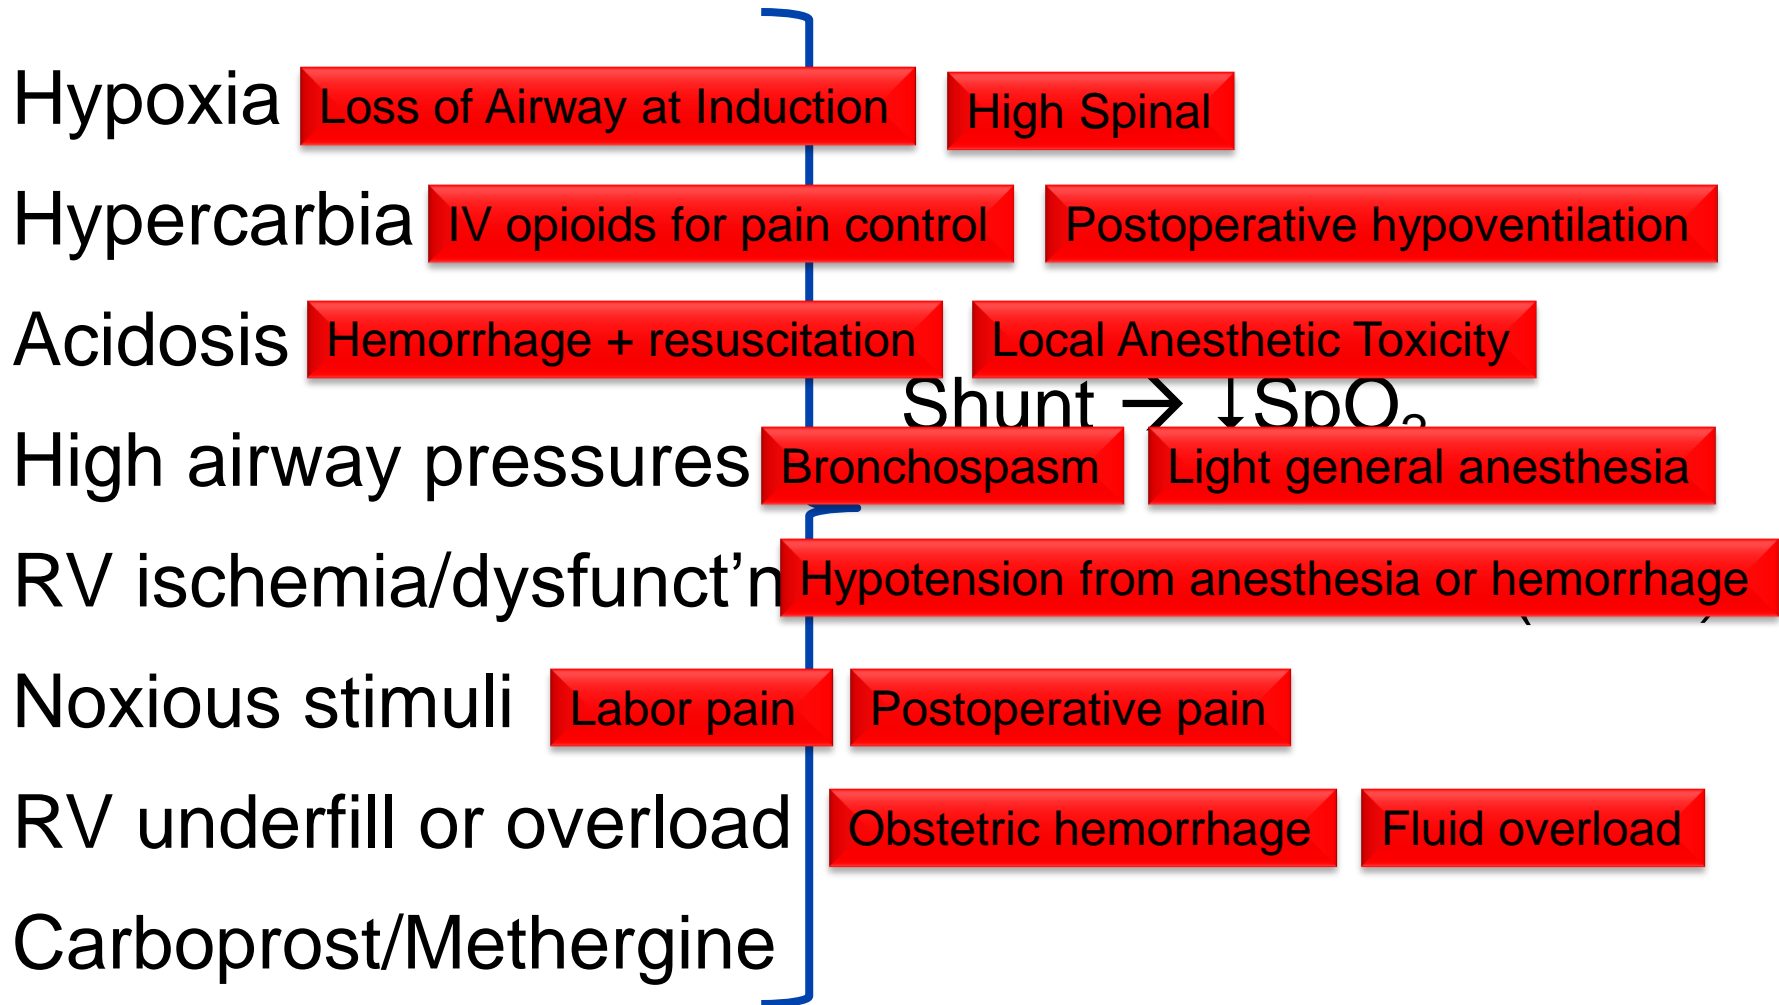 Hypoxia Loss of Airway at Induction High Spinal
Hypercarbia IV opioids for pain control Postoperative hypoventilation
Acidosis Hemorrhage + resuscitation Local Anesthetic Toxicity
Shunt → ↓SpO₂
High airway pressures Bronchospasm Light general anesthesia
RV ischemia/dysfunct’n Hypotension from anesthesia or hemorrhage
Noxious stimuli Labor pain Postoperative pain
RV underfill or overload Obstetric hemorrhage Fluid overload
Carboprost/Methergine